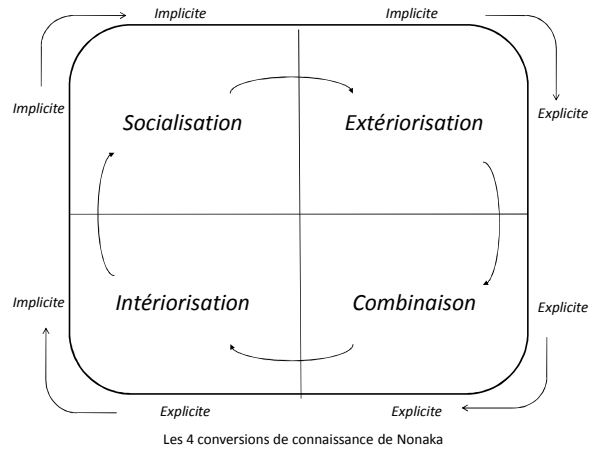 Implicite
Implicite
Implicite
Explicite
Socialisation
Extériorisation
Implicite
Explicite
Intériorisation
Combinaison
Explicite
Explicite
Les 4 conversions de connaissance de Nonaka